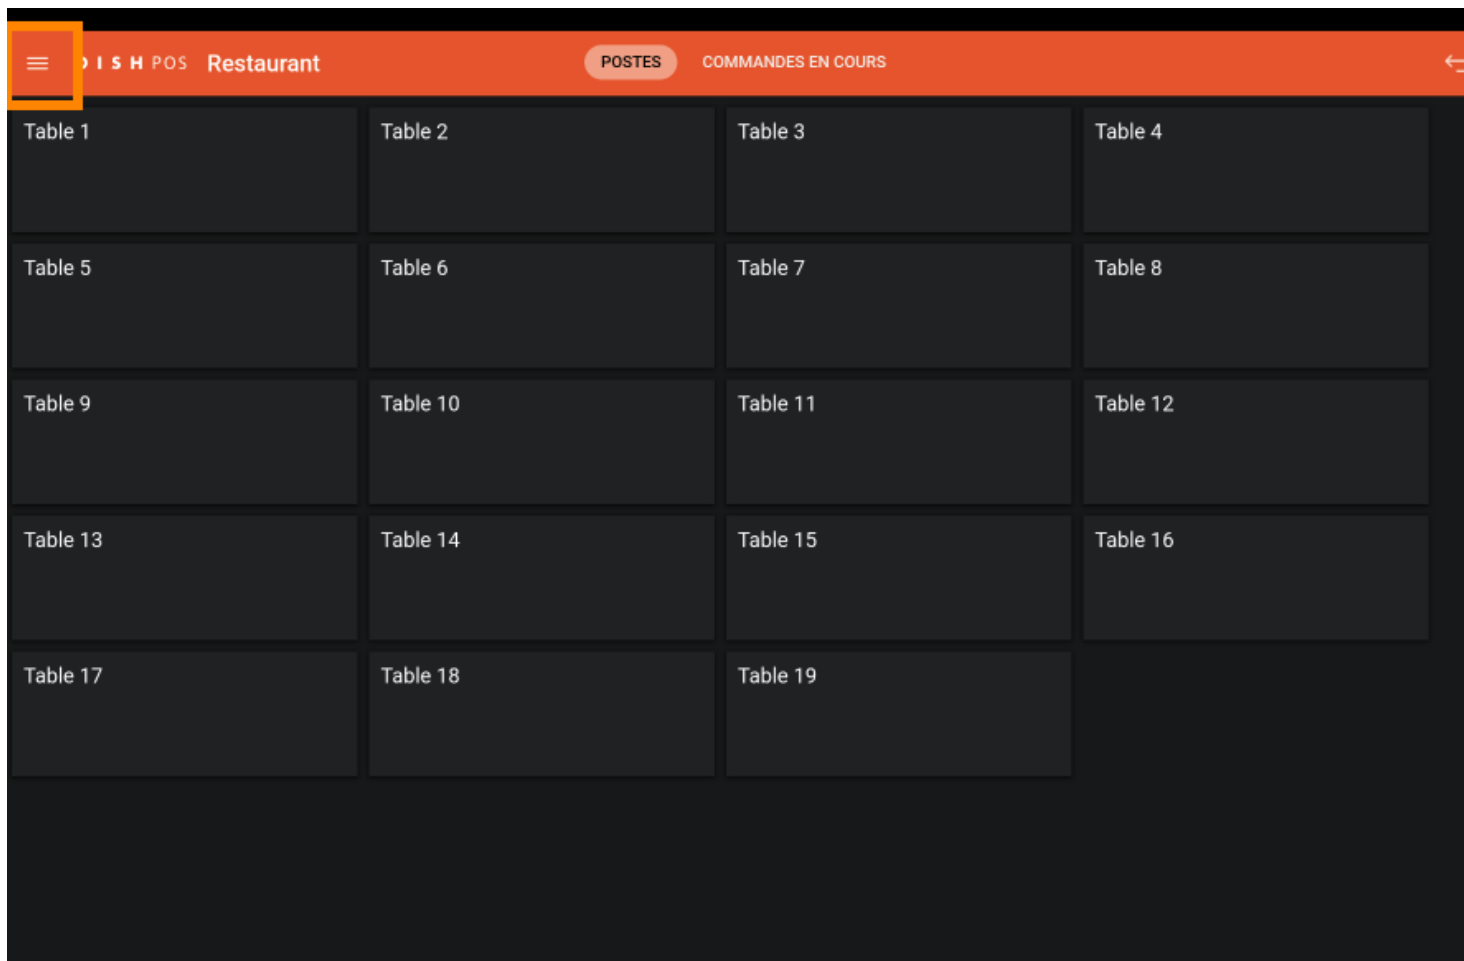 DISH POS Restaurant POSTES COMMANDES EN COURS
Table 1 Table 2 Table 3 Table 4
Table 5 Table 6 Table 7 Table 8
Table 9 Table 10 Table 11 Table 12
Table 13 Table 14 Table 15 Table 16
Table 17 Table 18 Table 19